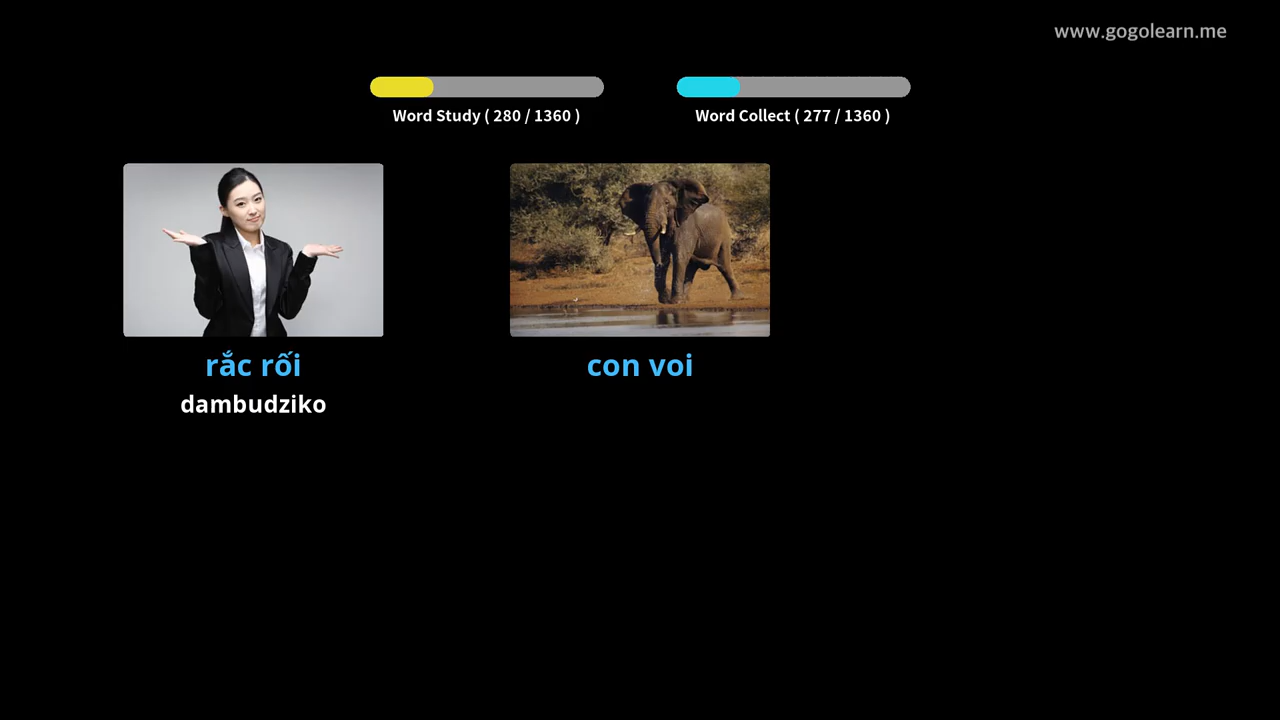 www.gogolearn.me
Word Study ( 280 / 1360 )
Word Collect ( 277 / 1360 )
rắc rối
dambudziko
con voi